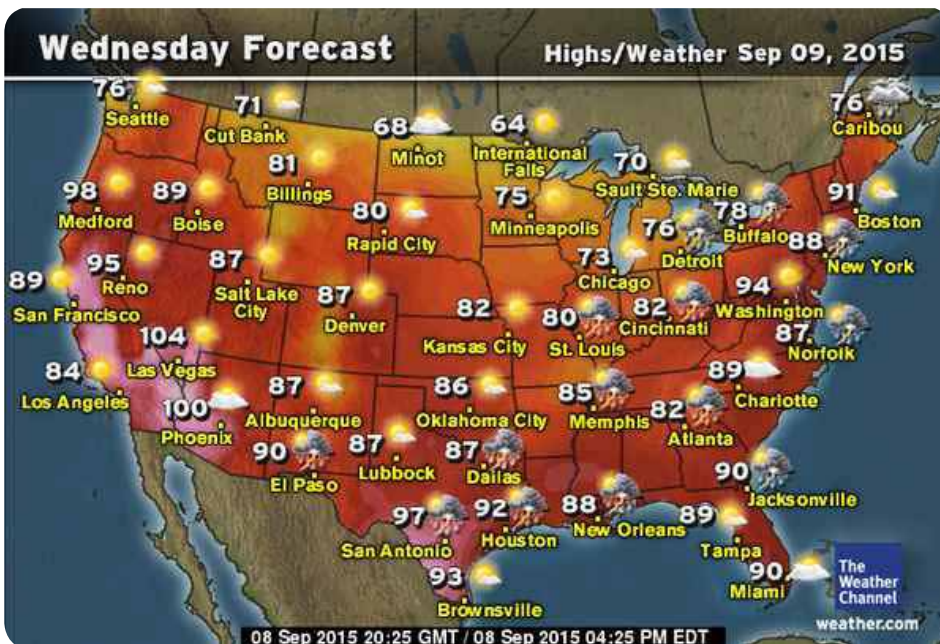 Wednesday Forecast
Highs/Weather Sep 09, 2015
76
Seattle
71
Cut Bank
68
Minot
64
International
Falls
76
Caribou
81
Billings
70
Sault Ste. Marie
98
Medford
89
Boise
80
Rapid City
75
Minneapolis
76
Detroit
78
Buffalo
91
Boston
88
New York
89
San Francisco
95
Reno
87
Salt Lake
City
87
Denver
73
Chicago
94
Washington
82
Kansas City
80
St. Louis
82
Cincinnati
87
Norfolk
84
Los Angeles
104
Las Vegas
100
Phoenix
87
Albuquerque
86
Oklahoma City
85
Memphis
82
Atlanta
89
Charlotte
90
El Paso
87
Lubbock
87
Dallas
90
Jacksonville
97
San Antonio
92
Houston
88
New Orleans
89
Tampa
90
Miami
93
Brownsville
The
Weather
Channel
weather.com
08 Sep 2015 20:25 GMT / 08 Sep 2015 04:25 PM EDT